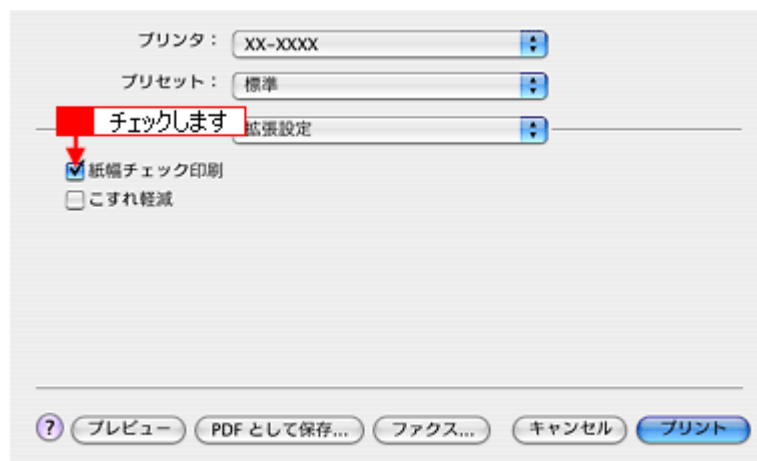 プリンタ： XX-XXXX
プリセット： 標準
チェックします
拡張設定
紙幅チェック印刷
こすれ軽減
? プレビュー PDF として保存... ファクス... キャンセル プリント